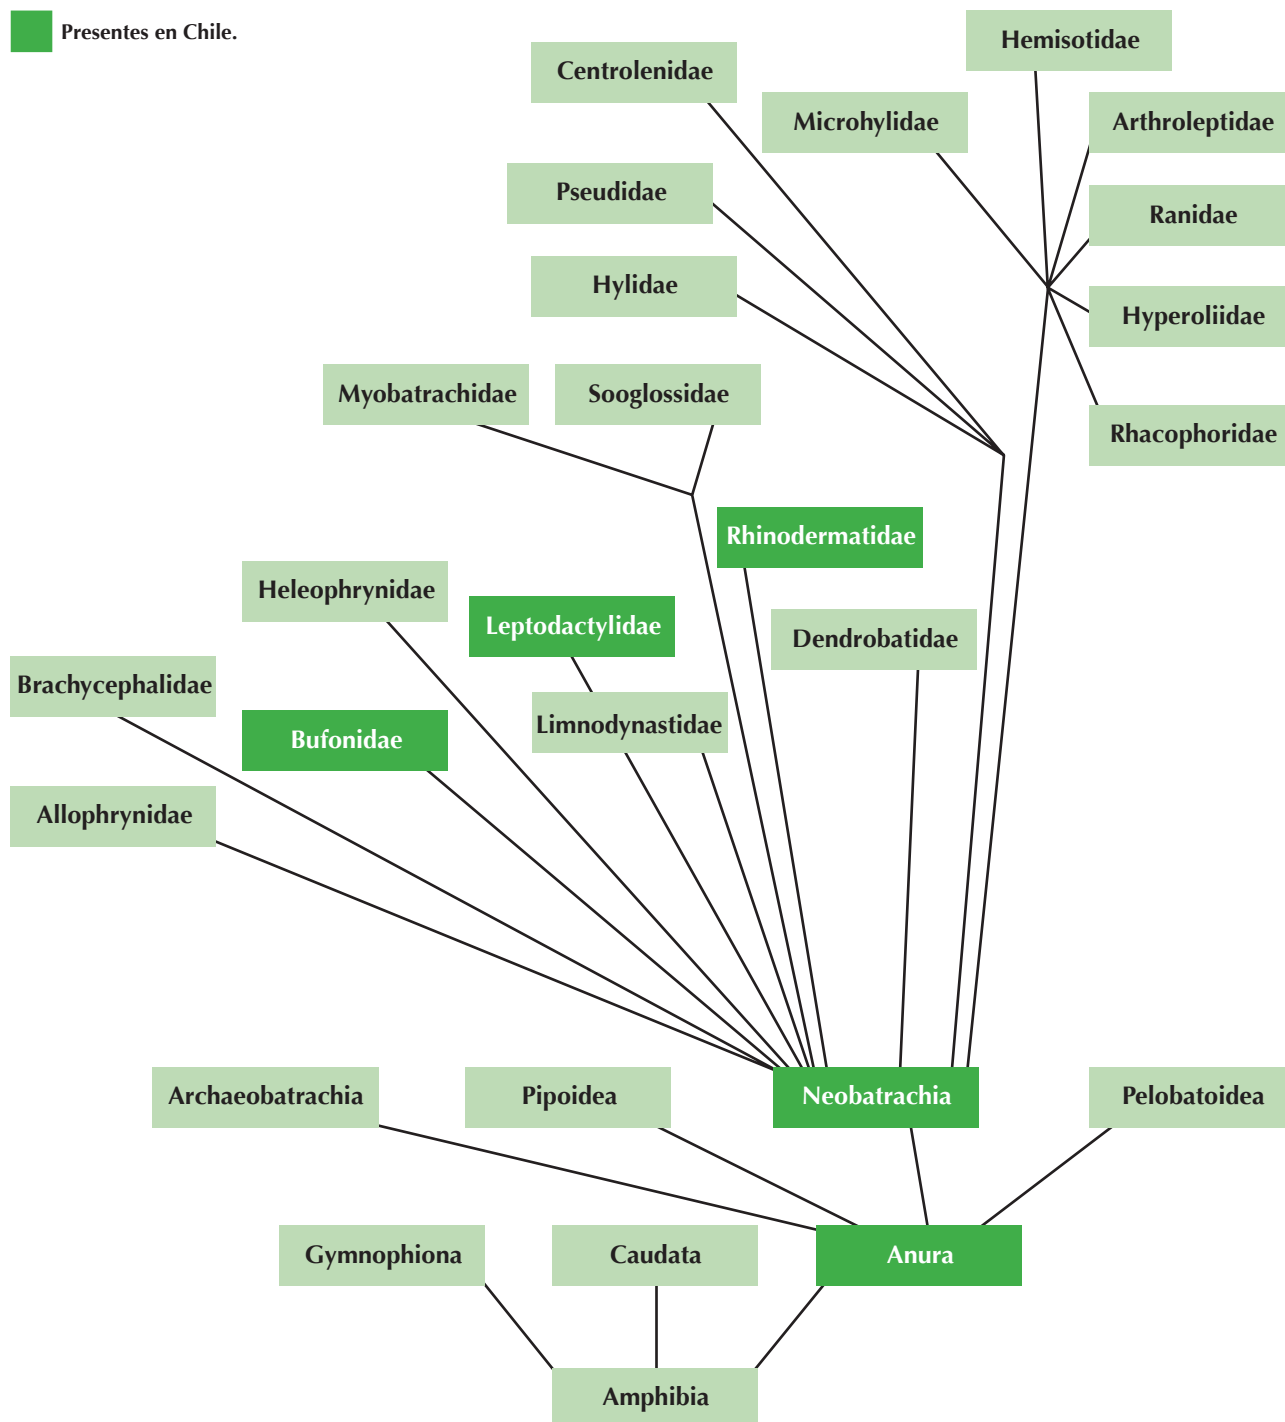 Presentes en Chile.
Hemisotidae
Centrolenidae
Microhylidae
Arthroleptidae
Pseudidae
Ranidae
Hylidae
Hyperoliidae
Myobatrachidae
Sooglossidae
Rhacophoridae
Rhinodermatidae
Heleophrynidae
Leptodactylidae
Dendrobatidae
Brachycephalidae
Limnodynastidae
Bufonidae
Allophrynidae
Archaeobatrachia
Pipoidea
Neobatrachia
Pelobatoidea
Gymnophiona
Caudata
Anura
Amphibia